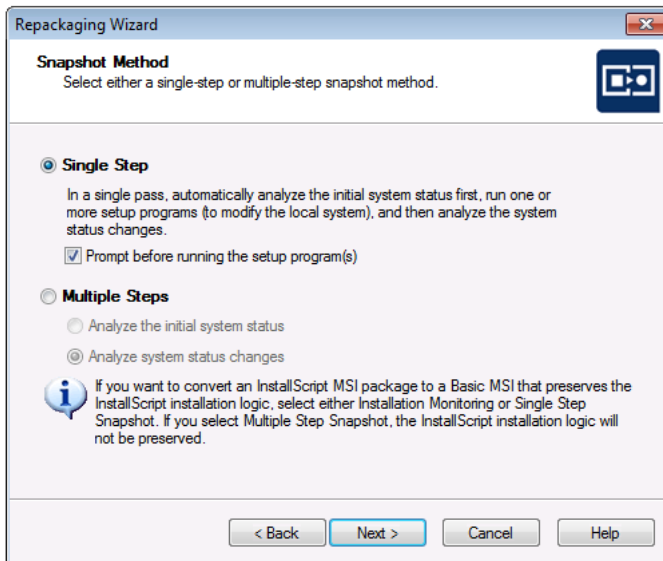 Repackaging Wizard
Snapshot Method
Select either a single-step or multiple-step snapshot method.
Single Step
In a single pass, automatically analyze the initial system status first, run one or
more setup programs (to modify the local system), and then analyze the system
status changes.
Prompt before running the setup program(s)
Multiple Steps
Analyze the initial system status
Analyze system status changes
If you want to convert an InstallScript MSI package to a Basic MSI that preserves the
InstallScript installation logic, select either Installation Monitoring or Single Step
Snapshot. If you select Multiple Step Snapshot, the InstallScript installation logic will
not be preserved.
< Back Next > Cancel Help